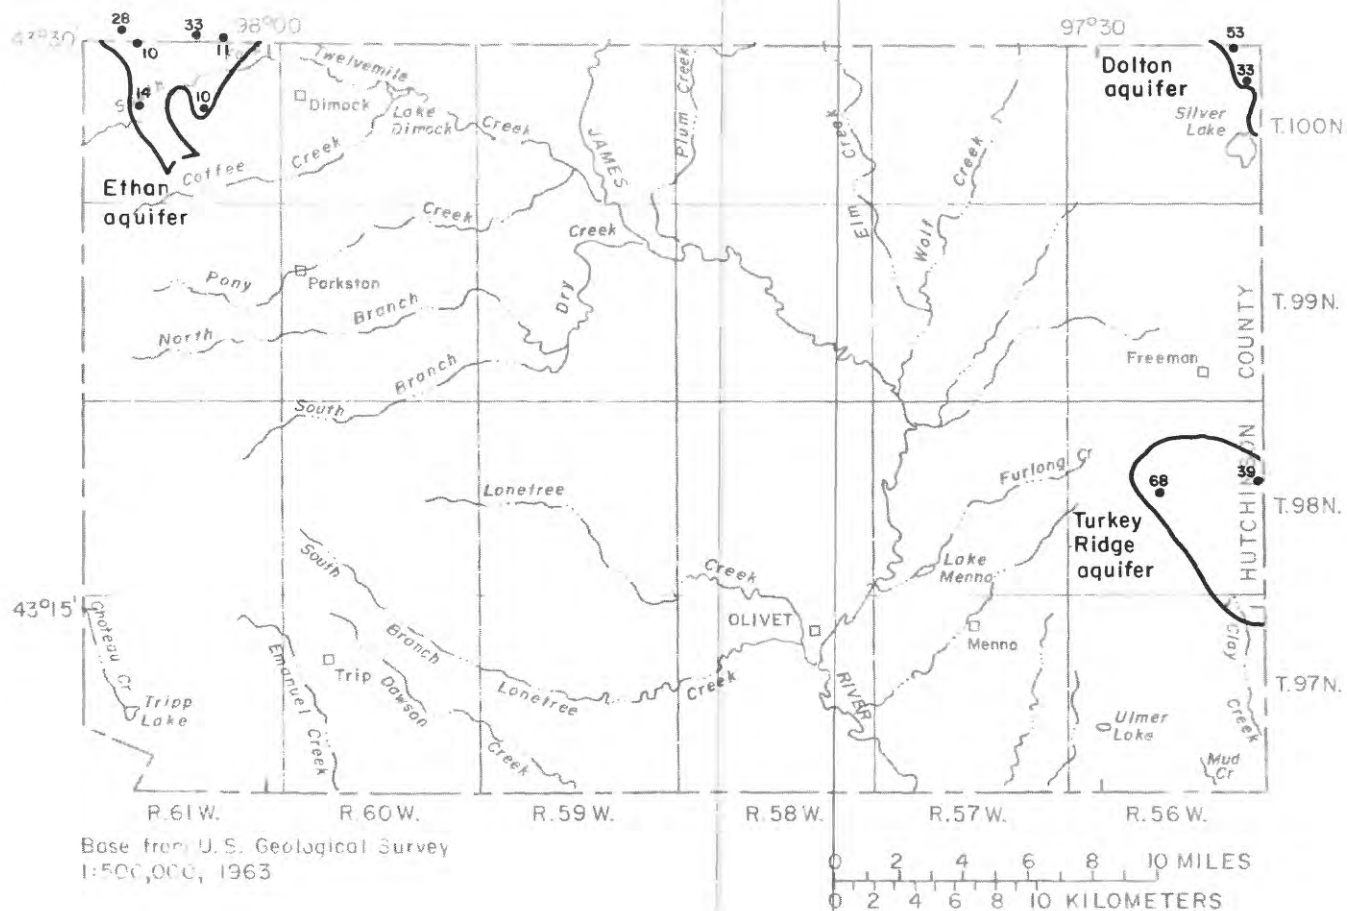 28
33
98°00'
97°30'
53
43°30'
10
11
Dolton
aquifer
33
14
10
Twelvemile
Dimock
Lake
Dimock
Creek
JAMES
Plum Creek
Elm Creek
Wolf Creek
Silver
Lake
T.100N.
Coffee Creek
Ethan
aquifer
Creek
Creek
Pony
Parkston
Dry
T.99N.
North Branch
Freeman
COUNTY
Branch
South
HUTCHINSON
Furlong Cr
39
68
Lonetree
T.98N.
Turkey
Ridge
aquifer
South
Lake
Menno
Creek
43°15'
OLIVET
Menno
Choteau Cr
Branch
Clay
Trip
Emanuel Creek
Dawson
Lonetree
Creek
RIVER
T.97N.
Tripp
Lake
Ulmer
Lake
Creek
Creek
Mud
Cr
R.61W.
R.60W.
R.59W.
R.58W.
R.57W.
R.56W.
Base from U.S. Geological Survey
1:500,000, 1963
0 2 4 6 8 10 MILES
0 2 4 6 8 10 KILOMETERS